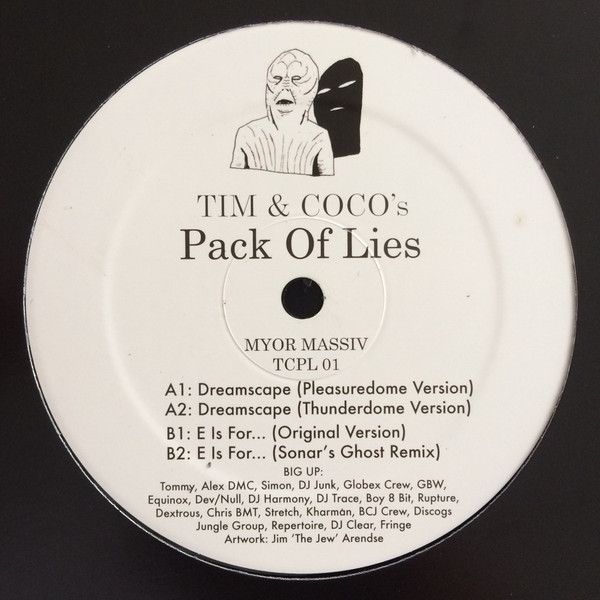 TIM & COCO's
Pack Of Lies
MYOR MASSIV
TCPL 01
A1: Dreamscape (Pleasuredome Version)
A2: Dreamscape (Thunderdome Version)
B1: E Is For... (Original Version)
B2: E Is For... (Sonar's Ghost Remix)
BIG UP:
Tommy, Alex DMC, Simon, DJ Junk, Globex Crew, GBW,
Equinox, Dev/Null, DJ Harmony, DJ Trace, Boy 8 Bit, Rupture,
Dextrous, Chris BMT, Stretch, Kharmàn, BCJ Crew, Discogs
Jungle Group, Repertoire, DJ Clear, Fringe
Artwork: Jim 'The Jew' Arendse